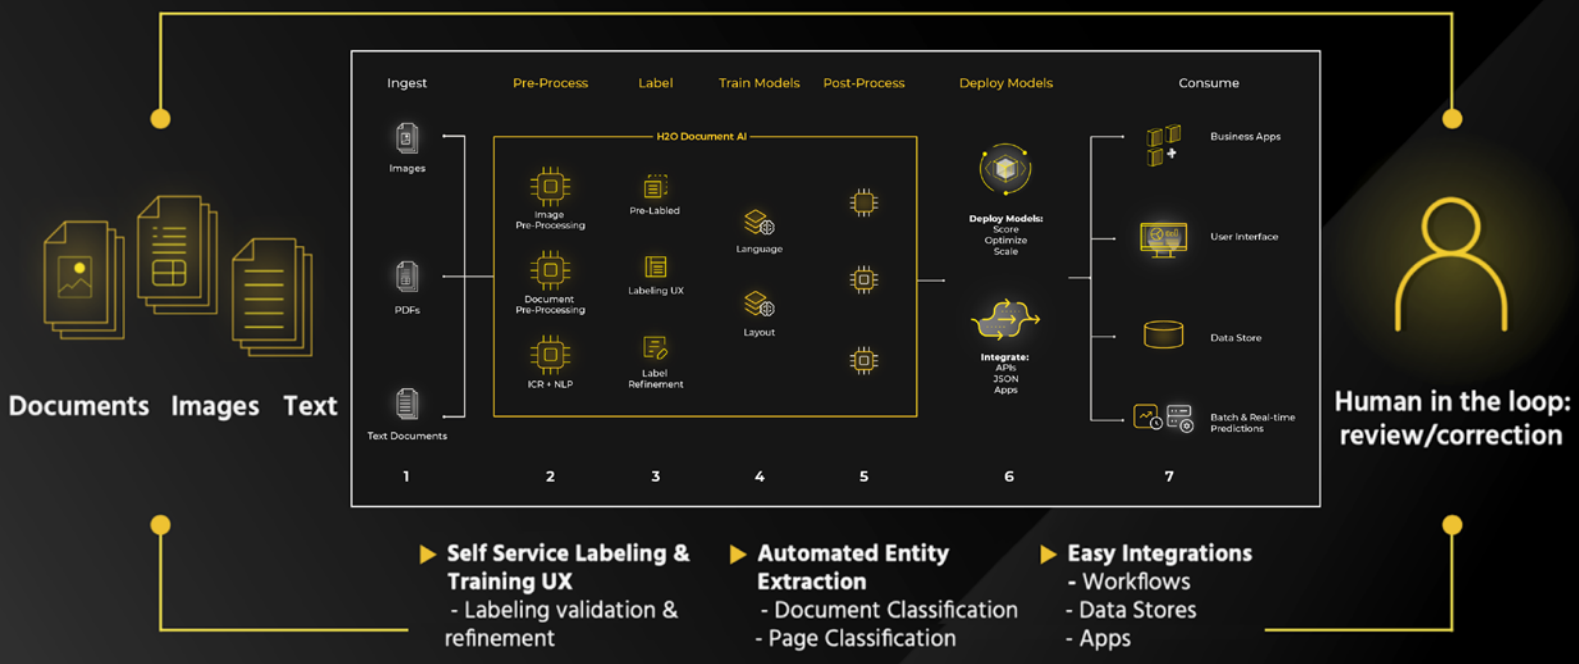 Ingest
Pre-Process
Label
Train Models
Post-Process
Deploy Models
Consume
H2O Document AI
Images
PDFs
Text Documents
Image
Pre-Processing
Document
Pre-Processing
ICR + NLP
Pre-Labled
Labeling UX
Label
Refinement
Language
Layout
Deploy Models:
Score
Optimize
Scale
Integrate:
APIs
JSON
Apps
Business Apps
User Interface
Data Store
Batch & Real-time
Predictions
1
2
3
4
5
6
7
Documents Images Text
Human in the loop:
review/correction
Self Service Labeling &
Training UX
- Labeling validation &
refinement
Automated Entity
Extraction
- Document Classification
- Page Classification
Easy Integrations
- Workflows
- Data Stores
- Apps